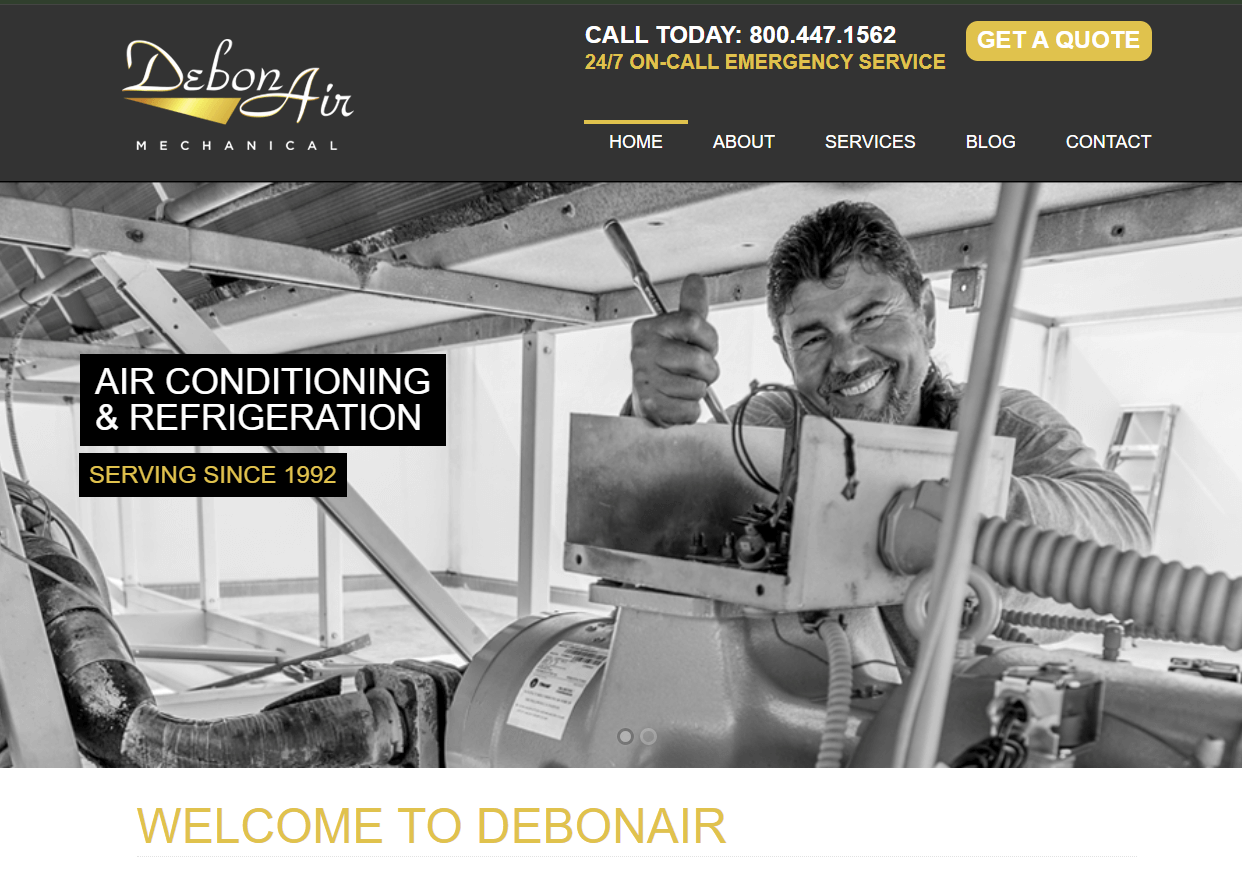 DebonAir
MECHANICAL
CALL TODAY: 800.447.1562
24/7 ON-CALL EMERGENCY SERVICE
GET A QUOTE
HOME
ABOUT
SERVICES
BLOG
CONTACT
AIR CONDITIONING
& REFRIGERATION
SERVING SINCE 1992
WELCOME TO DEBONAIR